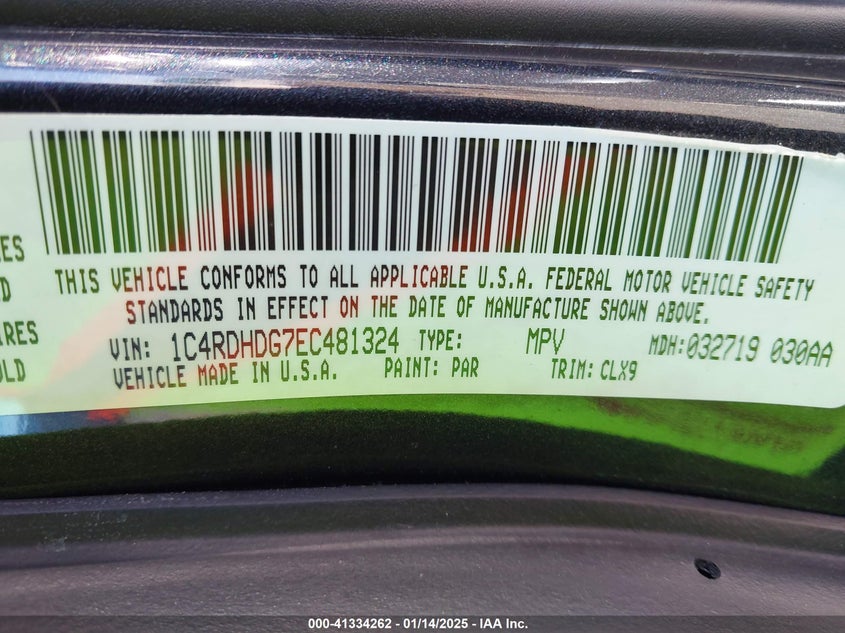 THIS VEHICLE CONFORMS TO ALL APPLICABLE U.S.A. FEDERAL MOTOR VEHICLE SAFETY
STANDARDS IN EFFECT ON THE DATE OF MANUFACTURE SHOWN ABOVE.
VIN: 1C4RDHDG7EC481324 TYPE: MPV MDH:032719 030AA
VEHICLE MADE IN U.S.A. PAINT: PAR TRIM: CLX9
000-41334262 - 01/14/2025 - IAA Inc.